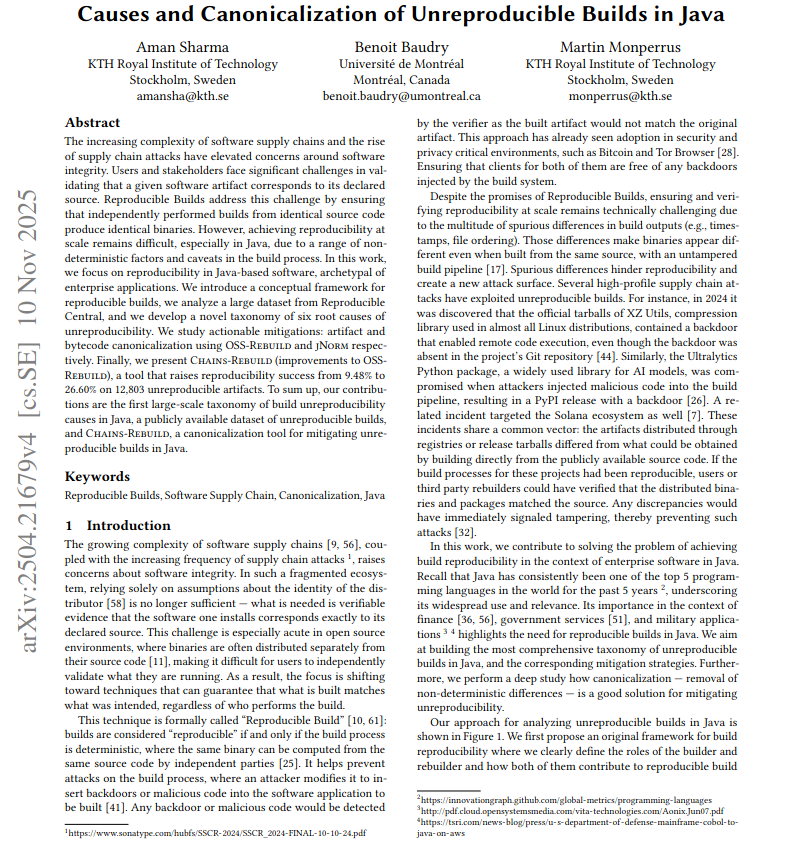 Causes and Canonicalization of Unreproducible Builds in Java
Aman Sharma
KTH Royal Institute of Technology
Stockholm, Sweden
amansha@kth.se
Benoit Baudry
Université de Montréal
Montréal, Canada
benoit.baudry@umontreal.ca
Martin Monperrus
KTH Royal Institute of Technology
Stockholm, Sweden
monperrus@kth.se
arXiv:2504.21679v4 [cs.SE] 10 Nov 2025
Abstract
The increasing complexity of software supply chains and the rise
of supply chain attacks have elevated concerns around software
integrity. Users and stakeholders face significant challenges in val-
idating that a given software artifact corresponds to its declared
source. Reproducible Builds address this challenge by ensuring
that independently performed builds from identical source code
produce identical binaries. However, achieving reproducibility at
scale remains difficult, especially in Java, due to a range of non-
deterministic factors and caveats in the build process. In this work,
we focus on reproducibility in Java-based software, archetypal of
enterprise applications. We introduce a conceptual framework for
reproducible builds, we analyze a large dataset from Reproducible
Central, and we develop a novel taxonomy of six root causes of
unreproducibility. We study actionable mitigations: artifact and
bytecode canonicalization using OSS-Rebuild and jNorm respec-
tively. Finally, we present Chains-Rebuild (improvements to OSS-
Rebuild), a tool that raises reproducibility success from 9.48% to
26.60% on 12,803 unreproducible artifacts. To sum up, our contribu-
tions are the first large-scale taxonomy of build unreproducibility
causes in Java, a publicly available dataset of unreproducible builds,
and Chains-Rebuild, a canonicalization tool for mitigating unre-
producible builds in Java.
Keywords
Reproducible Builds, Software Supply Chain, Canonicalization, Java
1 Introduction
The growing complexity of software supply chains [9, 56], cou-
pled with the increasing frequency of supply chain attacks 1, raises
concerns about software integrity. In such a fragmented ecosys-
tem, relying solely on assumptions about the identity of the dis-
tributor [58] is no longer sufficient — what is needed is verifiable
evidence that the software one installs corresponds exactly to its
declared source. This challenge is especially acute in open source
environments, where binaries are often distributed separately from
their source code [11], making it difficult for users to independently
validate what they are running. As a result, the focus is shifting
toward techniques that can guarantee that what is built matches
what was intended, regardless of who performs the build.
This technique is formally called “Reproducible Build” [10, 61]:
builds are considered “reproducible” if and only if the build process
is deterministic, where the same binary can be computed from the
same source code by independent parties [25]. It helps prevent
attacks on the build process, where an attacker modifies it to in-
sert backdoors or malicious code into the software application to
be built [41]. Any backdoor or malicious code would be detected
1https://www.sonatype.com/hubfs/SSCR-2024/SSCR_2024-FINAL-10-10-24.pdf
by the verifier as the built artifact would not match the original
artifact. This approach has already seen adoption in security and
privacy critical environments, such as Bitcoin and Tor Browser [28].
Ensuring that clients for both of them are free of any backdoors
injected by the build system.
Despite the promises of Reproducible Builds, ensuring and veri-
fying reproducibility at scale remains technically challenging due
to the multitude of spurious differences in build outputs (e.g., times-
tamps, file ordering). Those differences make binaries appear dif-
ferent even when built from the same source, with an untampered
build pipeline [17]. Spurious differences hinder reproducibility and
create a new attack surface. Several high-profile supply chain at-
tacks have exploited unreproducible builds. For instance, in 2024 it
was discovered that the official tarballs of XZ Utils, compression
library used in almost all Linux distributions, contained a backdoor
that enabled remote code execution, even though the backdoor was
absent in the project’s Git repository [44]. Similarly, the Ultralytics
Python package, a widely used library for AI models, was com-
promised when attackers injected malicious code into the build
pipeline, resulting in a PyPI release with a backdoor [26]. A re-
lated incident targeted the Solana ecosystem as well [7]. These
incidents share a common vector: the artifacts distributed through
registries or release tarballs differed from what could be obtained
by building directly from the publicly available source code. If the
build processes for these projects had been reproducible, users or
third party rebuilders could have verified that the distributed bina-
ries and packages matched the source. Any discrepancies would
have immediately signaled tampering, thereby preventing such
attacks [32].
In this work, we contribute to solving the problem of achieving
build reproducibility in the context of enterprise software in Java.
Recall that Java has consistently been one of the top 5 program-
ming languages in the world for the past 5 years 2, underscoring
its widespread use and relevance. Its importance in the context of
finance [36, 56], government services [51], and military applica-
tions 3 4 highlights the need for reproducible builds in Java. We aim
at building the most comprehensive taxonomy of unreproducible
builds in Java, and the corresponding mitigation strategies. Further-
more, we perform a deep study how canonicalization — removal of
non-deterministic differences — is a good solution for mitigating
unreproducibility.
Our approach for analyzing unreproducible builds in Java is
shown in Figure 1. We first propose an original framework for build
reproducibility where we clearly define the roles of the builder and
rebuilder and how both of them contribute to reproducible build
2https://innovationgraph.github.com/global-metrics/programming-languages
3http://pdf.cloud.opensystemsmedia.com/vita-technologies.com/Aonix.Jun07.pdf
4https://tsri.com/news-blog/press/u-s-department-of-defense-mainframe-cobol-to-
java-on-aws